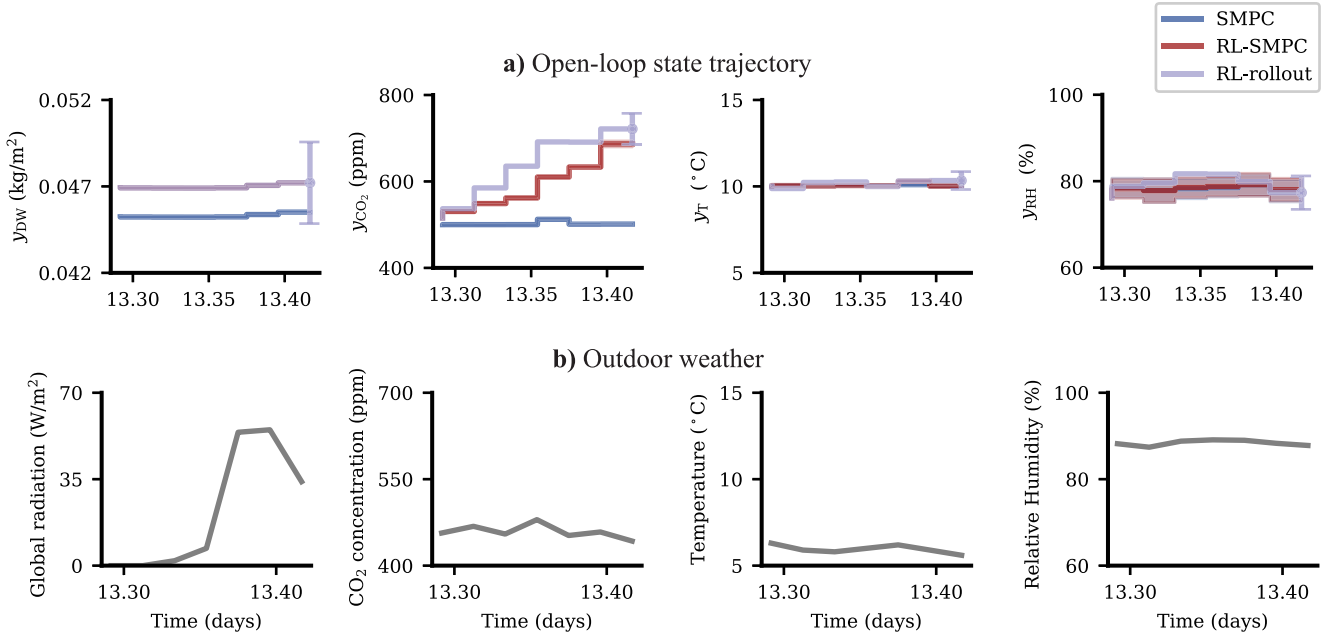 SMPC
RL-SMPC
RL-rollout
a) Open-loop state trajectory
y_DW (kg/m²)
0.052
0.047
0.042
13.30 13.35 13.40
y_CO₂ (ppm)
800
600
400
13.30 13.35 13.40
y_T (°C)
15
10
5
13.30 13.35 13.40
y_RH (%)
100
80
60
13.30 13.35 13.40
b) Outdoor weather
Global radiation (W/m²)
70
35
0
13.30 13.40
Time (days)
CO₂ concentration (ppm)
700
550
400
13.30 13.40
Time (days)
Temperature (°C)
15
10
5
13.30 13.40
Time (days)
Relative Humidity (%)
100
80
60
13.30 13.40
Time (days)